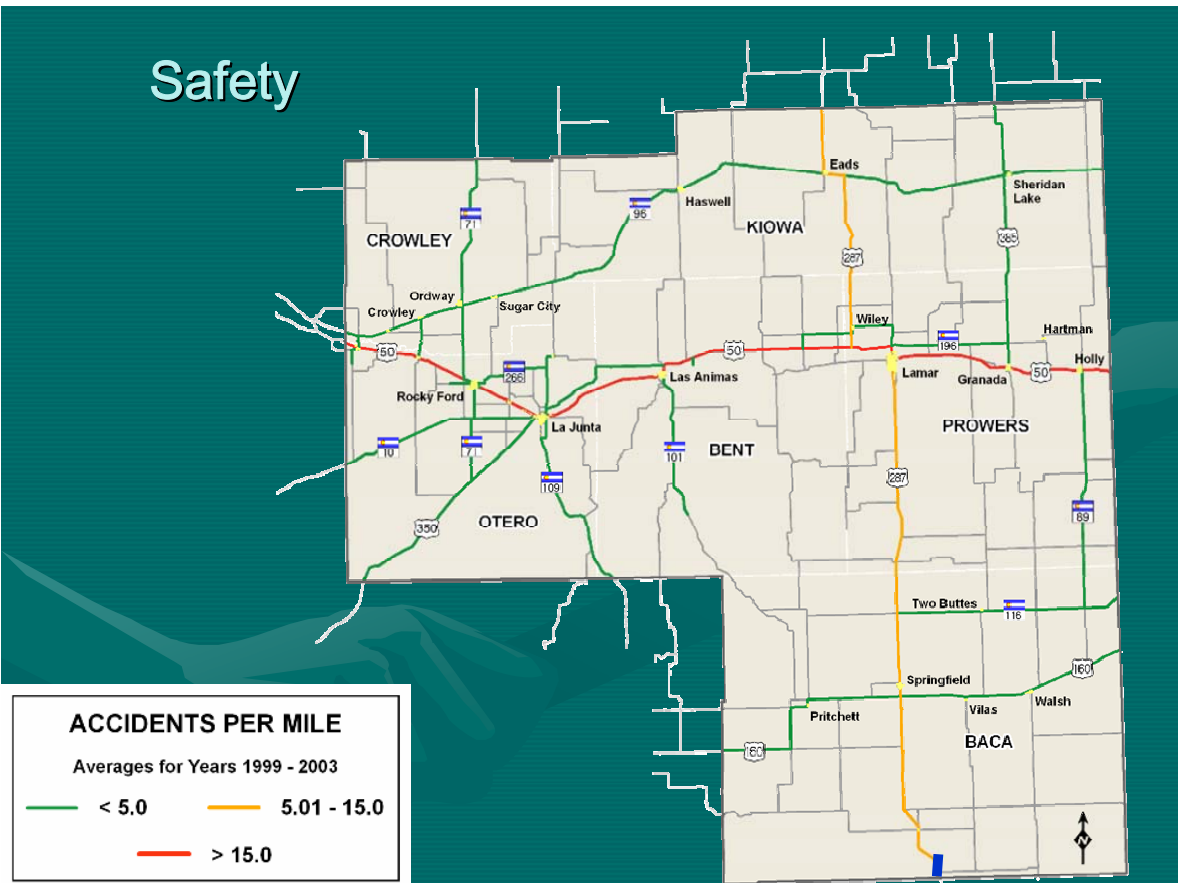 Safety
Eads
Sheridan
Lake
96
Haswell
71
KIOWA
CROWLEY
385
287
Ordway
Sugar City
Crowley
Wiley
Hartman
50
50
196
Holly
266
Las Animas
Lamar
Granada
50
Rocky Ford
La Junta
PROWERS
10
71
101
BENT
109
287
OTERO
350
89
Two Buttes
116
160
Springfield
Walsh
Pritchett
Vilas
BACA
160
N
ACCIDENTS PER MILE
Averages for Years 1999 - 2003
< 5.0
5.01 - 15.0
> 15.0